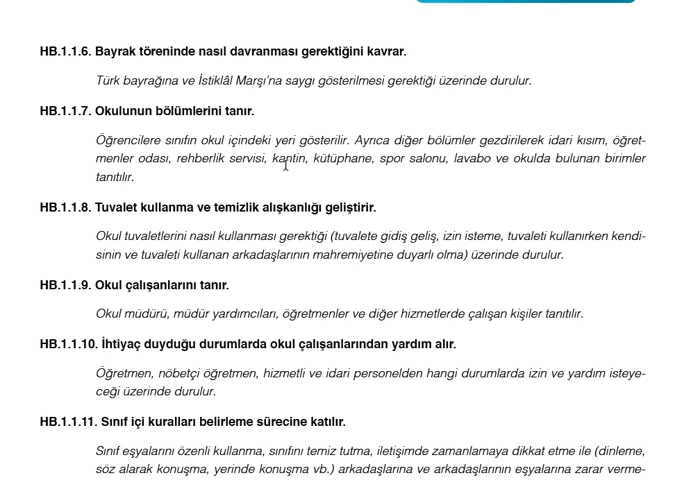 HB.1.1.6. Bayrak töreninde nasıl davranması gerektiğini kavrar.
Türk bayrağına ve İstiklâl Marşı'na saygı gösterilmesi gerektiği üzerinde durulur.
HB.1.1.7. Okulunun bölümlerini tanır.
Öğrencilere sınıfın okul içindeki yeri gösterilir. Ayrıca diğer bölümler gezdirilerek idari kısım, öğret-
menler odası, rehberlik servisi, kantin, kütüphane, spor salonu, lavabo ve okulda bulunan birimler
tanıtılır.
HB.1.1.8. Tuvalet kullanma ve temizlik alışkanlığı geliştirir.
Okul tuvaletlerini nasıl kullanması gerektiği (tuvalete gidiş geliş, izin isteme, tuvaleti kullanırken kendi-
sinin ve tuvaleti kullanan arkadaşlarının mahremiyetine duyarlı olma) üzerinde durulur.
HB.1.1.9. Okul çalışanlarını tanır.
Okul müdürü, müdür yardımcıları, öğretmenler ve diğer hizmetlerde çalışan kişiler tanıtılır.
HB.1.1.10. İhtiyaç duyduğu durumlarda okul çalışanlarından yardım alır.
Öğretmen, nöbetçi öğretmen, hizmetli ve idari personelden hangi durumlarda izin ve yardım isteye-
ceği üzerinde durulur.
HB.1.1.11. Sınıf içi kuralları belirleme sürecine katılır.
Sınıf eşyalarını özenli kullanma, sınıfını temiz tutma, iletişimde zamanlamaya dikkat etme ile (dinleme,
söz alarak konuşma, yerinde konuşma vb.) arkadaşlarına ve arkadaşlarının eşyalarına zarar verme-